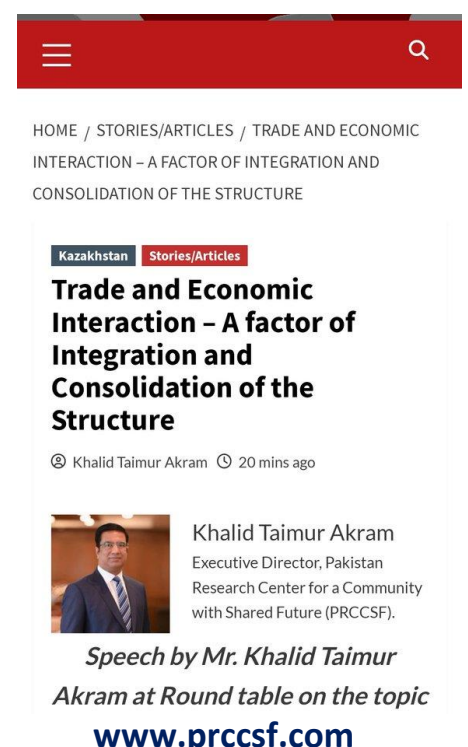 HOME / STORIES/ARTICLES / TRADE AND ECONOMIC
INTERACTION – A FACTOR OF INTEGRATION AND
CONSOLIDATION OF THE STRUCTURE
Kazakhstan Stories/Articles
Trade and Economic
Interaction – A factor of
Integration and
Consolidation of the
Structure
Khalid Taimur Akram 20 mins ago
Khalid Taimur Akram
Executive Director, Pakistan
Research Center for a Community
with Shared Future (PRCCSF).
Speech by Mr. Khalid Taimur
Akram at Round table on the topic
www.prccsf.com